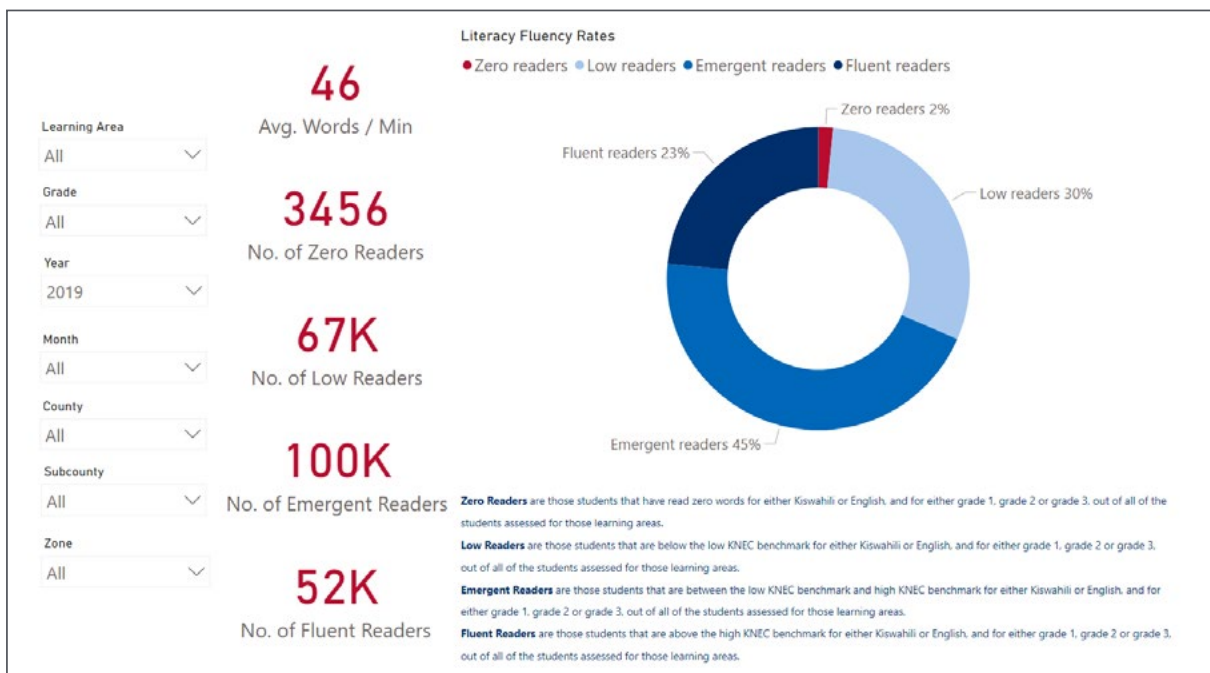 Learning Area
All
Grade
All
Year
2019
Month
All
County
All
Subcounty
All
Zone
All
46
Avg. Words / Min
3456
No. of Zero Readers
67K
No. of Low Readers
100K
No. of Emergent Readers
52K
No. of Fluent Readers
Literacy Fluency Rates
Zero readers Low readers Emergent readers Fluent readers
Zero readers 2%
Fluent readers 23%
Low readers 30%
Emergent readers 45%
Zero Readers are those students that have read zero words for either Kiswahili or English, and for either grade 1, grade 2 or grade 3, out of all of the
students assessed for those learning areas.
Low Readers are those students that are below the low KNEC benchmark for either Kiswahili or English, and for either grade 1, grade 2 or grade 3,
out of all of the students assessed for those learning areas.
Emergent Readers are those students that are between the low KNEC benchmark and high KNEC benchmark for either Kiswahili or English, and for
either grade 1, grade 2 or grade 3, out of all of the students assessed for those learning areas.
Fluent Readers are those students that are above the high KNEC benchmark for either Kiswahili or English, and for either grade 1, grade 2 or grade 3,
out of all of the students assessed for those learning areas.